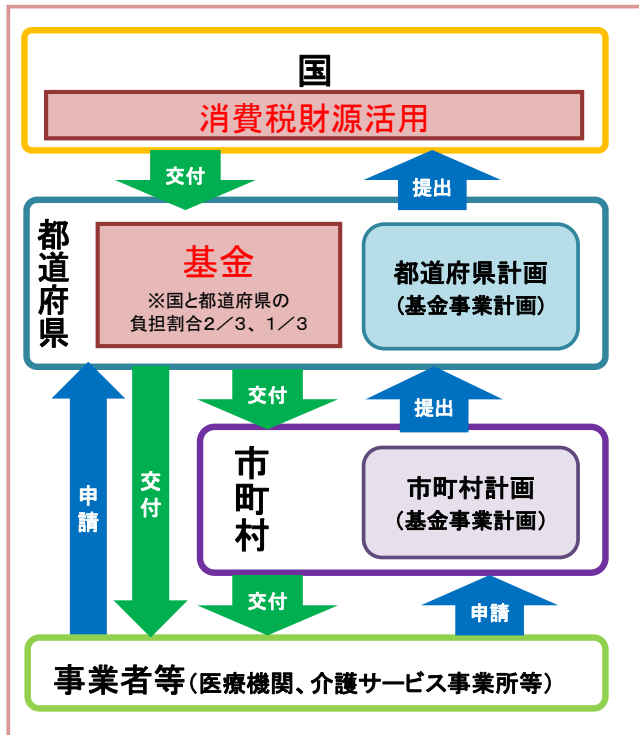 国
消費税財源活用
交付
提出
都道府県
基金
※国と都道府県の
負担割合2／3、1／3
都道府県計画
(基金事業計画)
交付
提出
申請
交付
市町村
市町村計画
(基金事業計画)
交付
申請
事業者等(医療機関、介護サービス事業所等)